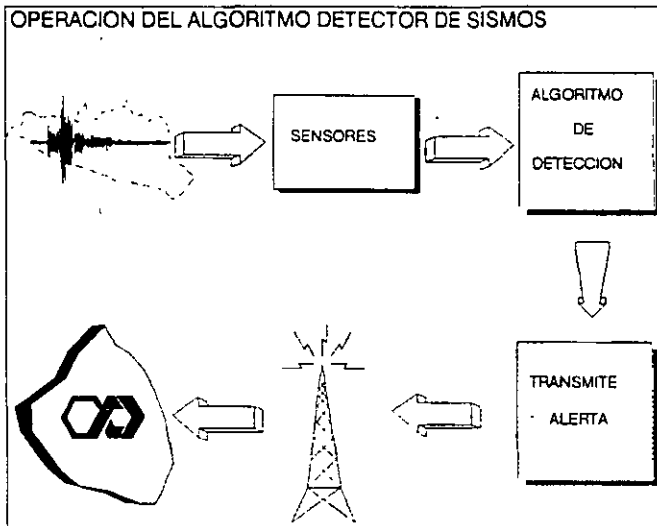 OPERACION DEL ALGORITMO DETECTOR DE SISMOS
SENSORES
ALGORITMO
DE
DETECCION
TRANSMITE
ALERTA